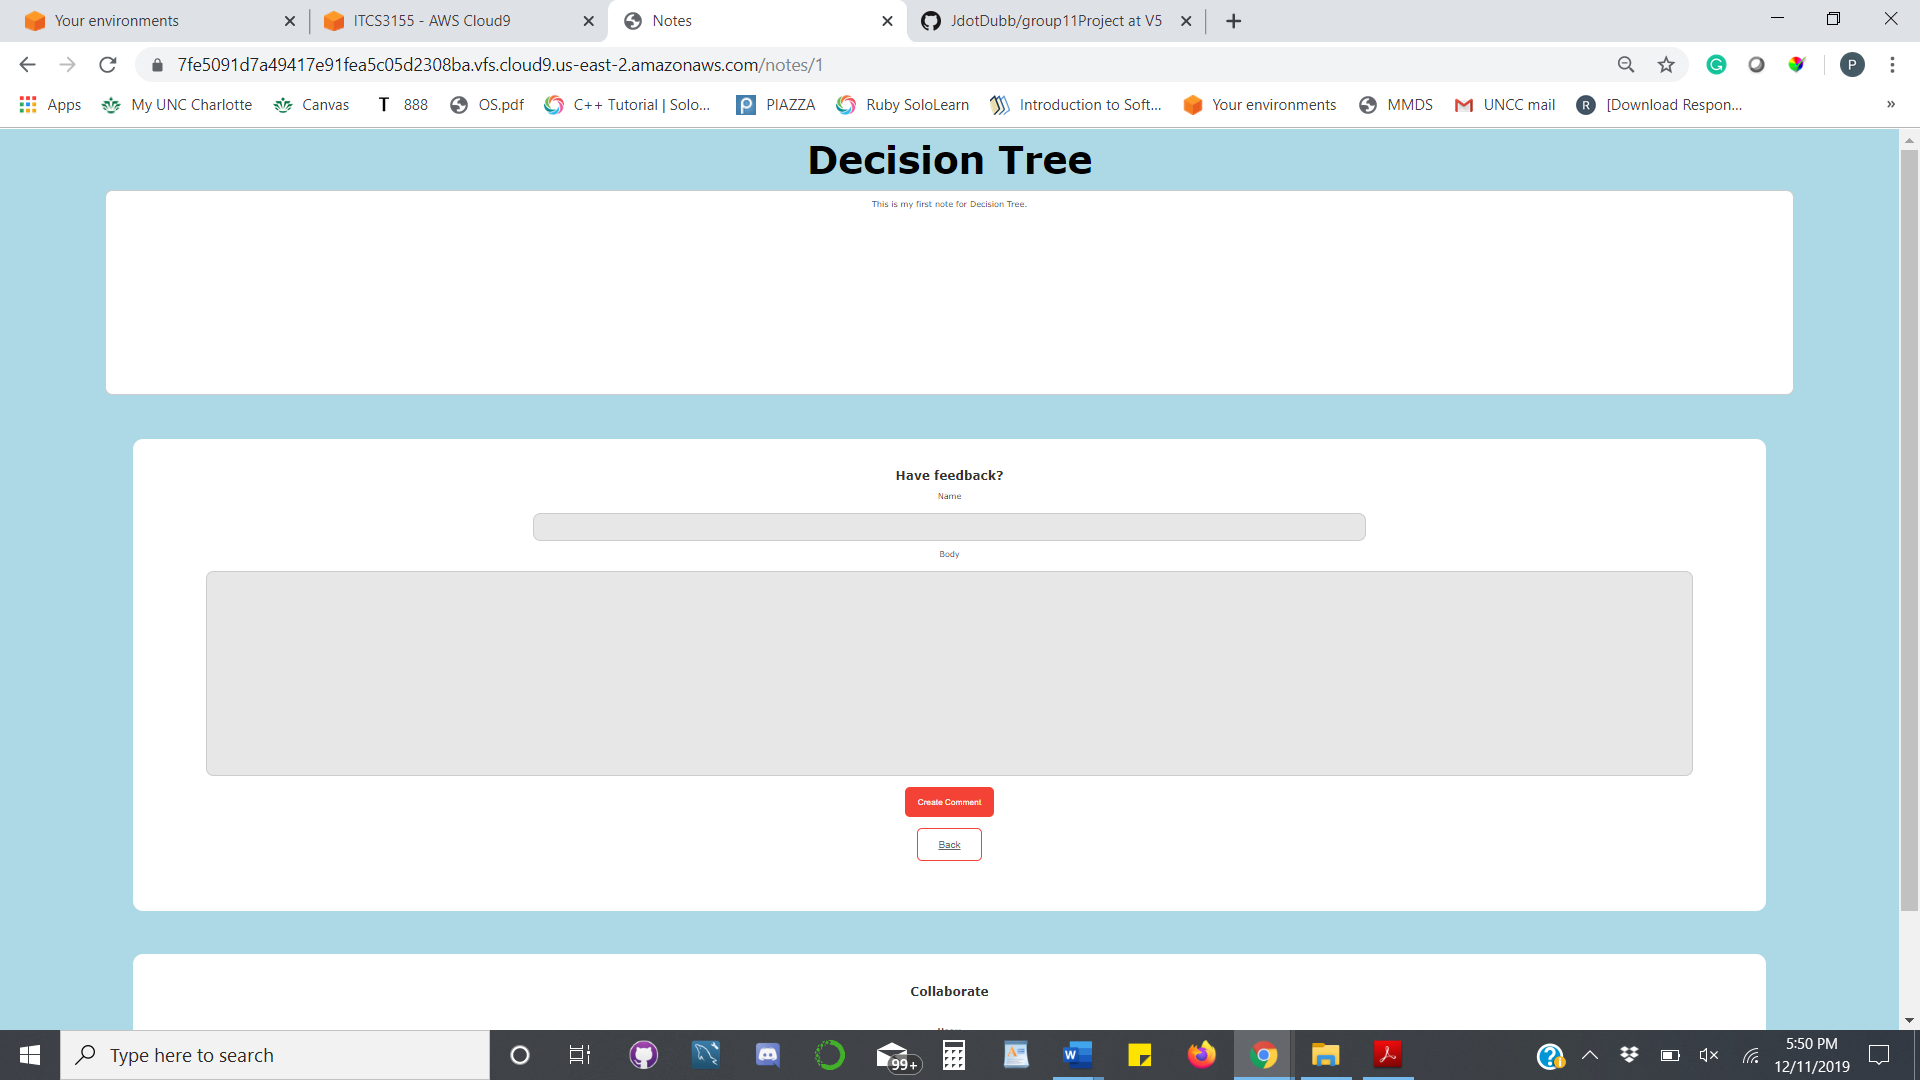 Your environments
ITCS3155 - AWS Cloud9
Notes
JdotDubb/group11Project at V5
7fe5091d7a49417e91fea5c05d2308ba.vfs.cloud9.us-east-2.amazonaws.com/notes/1
G
P
Apps
My UNC Charlotte
Canvas
T 888
OS.pdf
C++ Tutorial | Solo...
P PIAZZA
Ruby SoloLearn
Introduction to Soft...
Your environments
MMDS
UNCC mail
R [Download Respon...
»
Decision Tree
This is my first note for Decision Tree.
Have feedback?
Name
Body
Create Comment
Back
Collaborate
Type here to search
99+
W
5:50 PM
12/11/2019